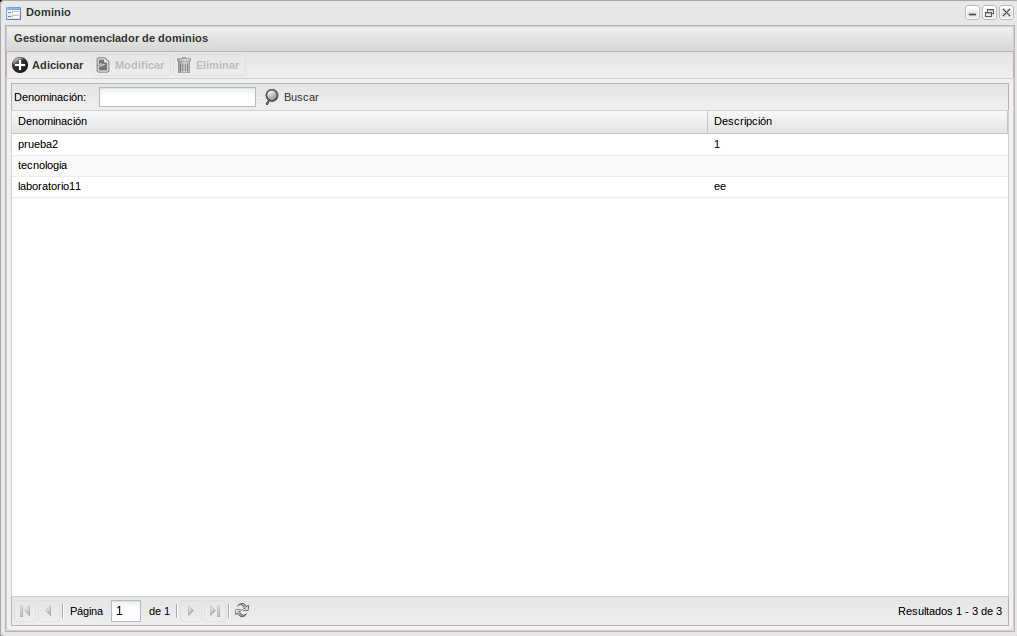 Dominio
Gestionar nomenclador de dominios
Adicionar Modificar Eliminar
Denominación: Buscar
Denominación Descripción
prueba2 1
tecnologia
laboratorio11 ee
Página 1 de 1 Resultados 1 - 3 de 3